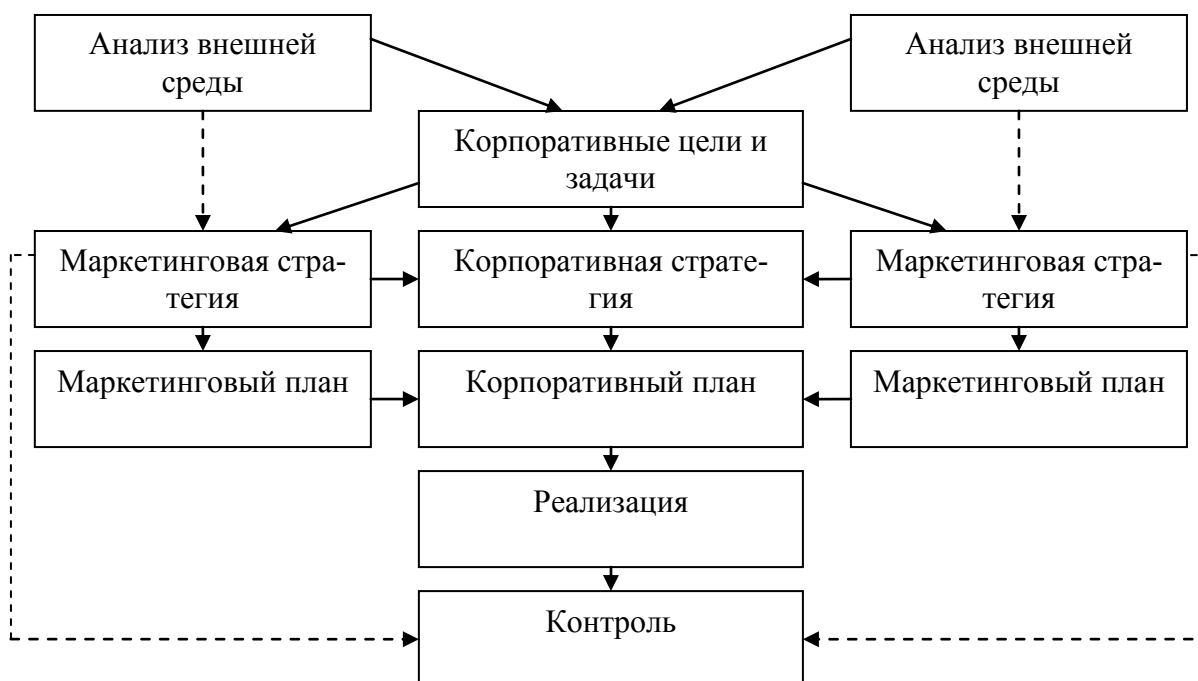 Анализ внешней
среды
Анализ внешней
среды
Корпоративные цели и
задачи
Маркетинговая стра-
тегия
Корпоративная страте-
гия
Маркетинговая стра-
тегия
Маркетинговый план
Корпоративный план
Маркетинговый план
Реализация
Контроль